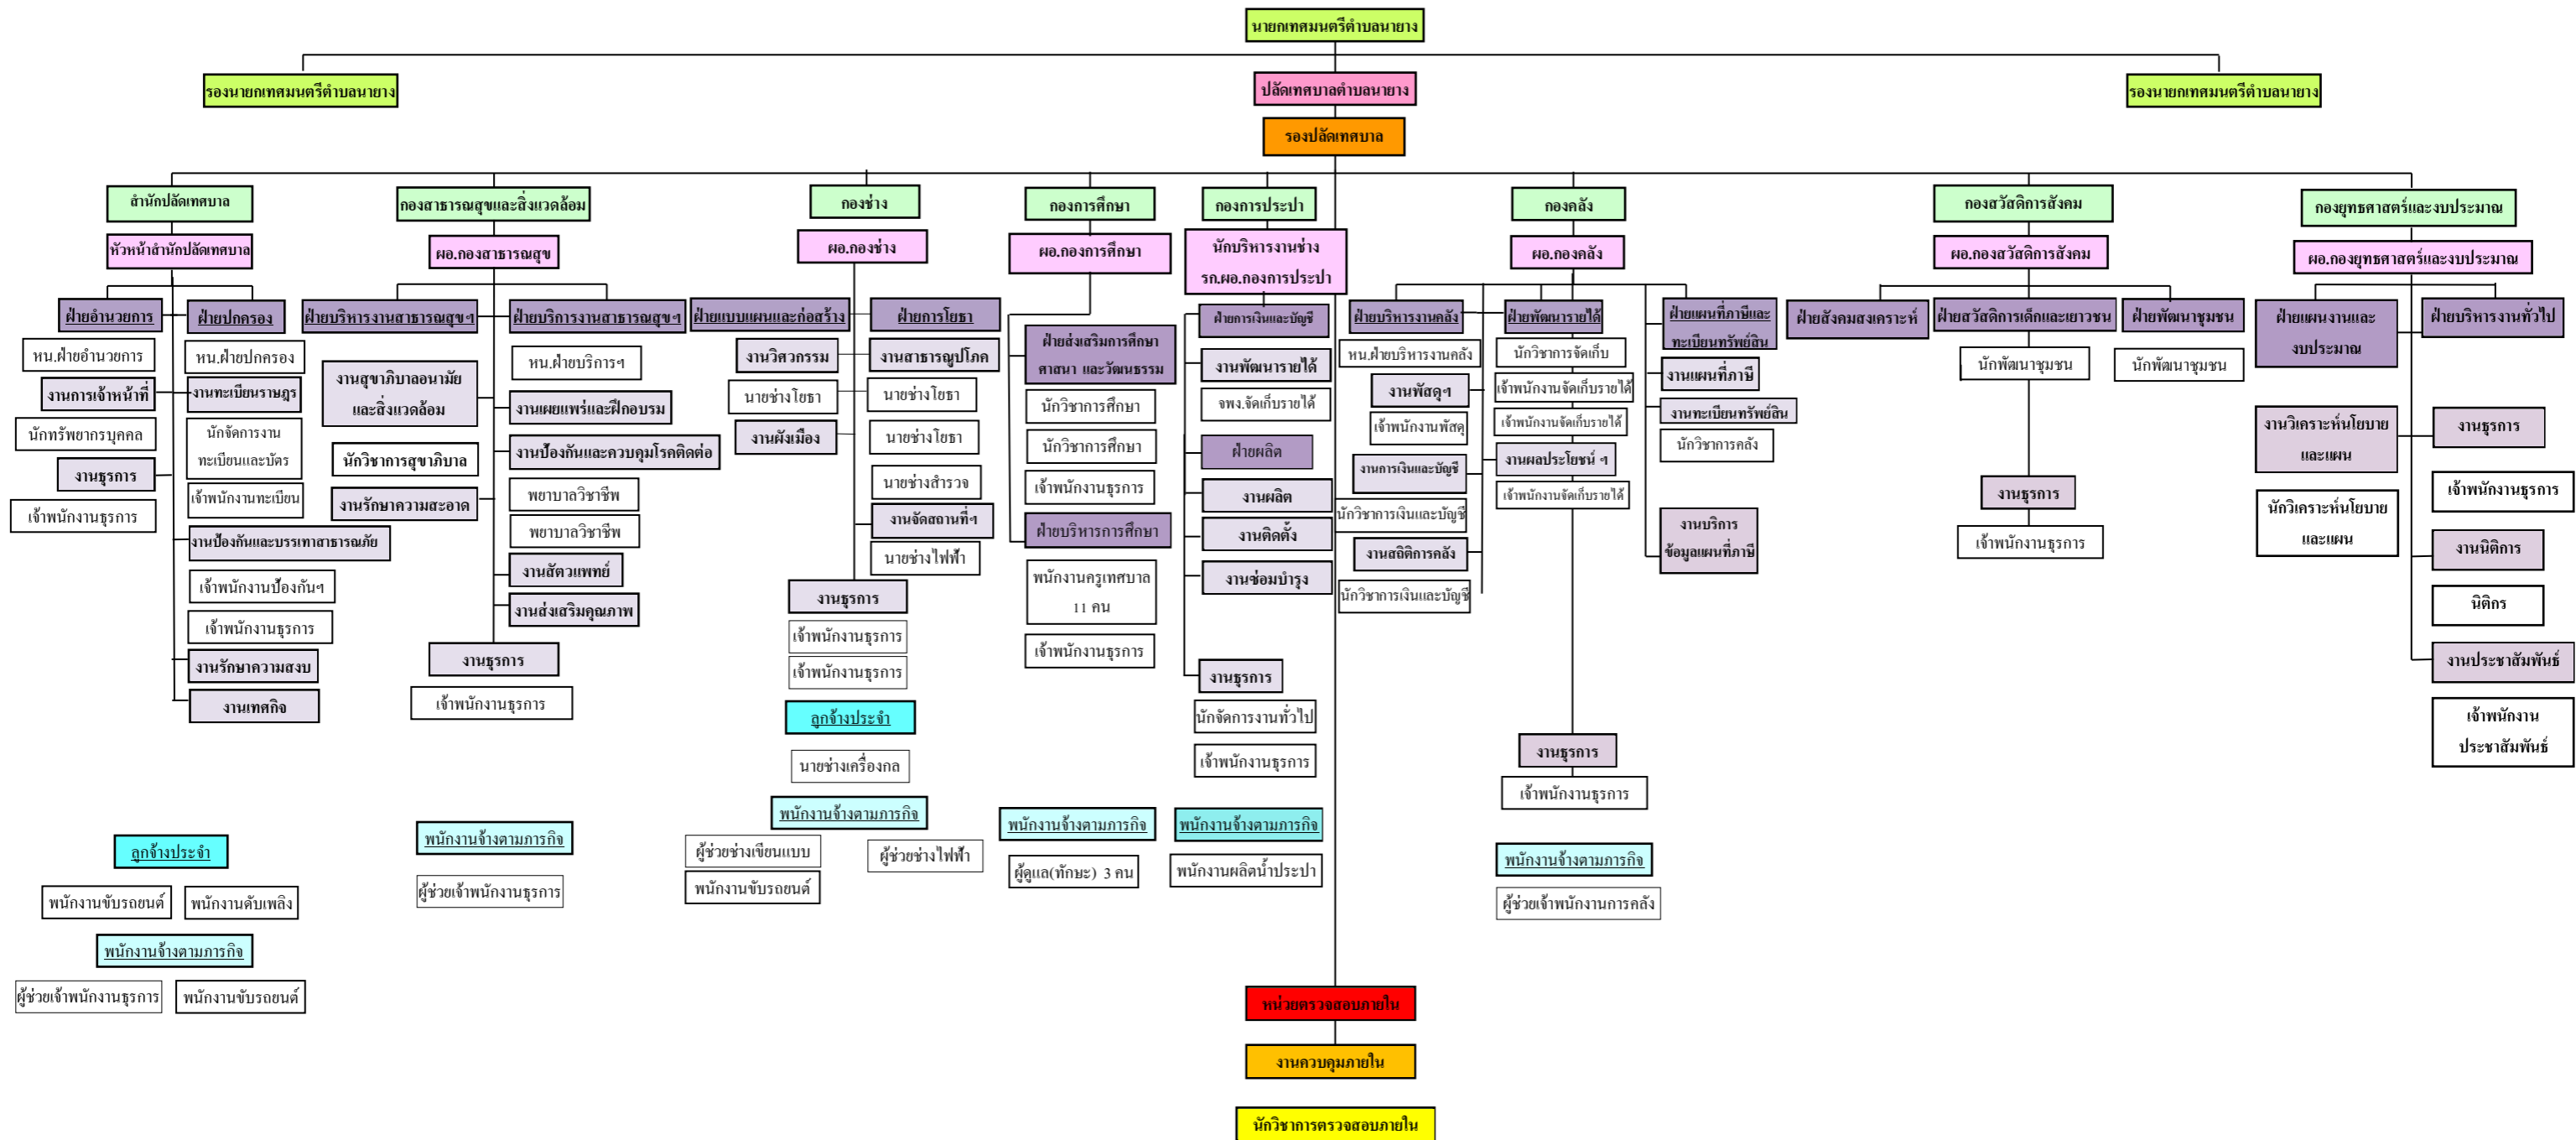 นายกเทศมนตรีตำบลนายาง
รองนายกเทศมนตรีตำบลนายาง
ปลัดเทศบาลตำบลนายาง
รองนายกเทศมนตรีตำบลนายาง
รองปลัดเทศบาล
สำนักปลัดเทศบาล
หัวหน้าสำนักปลัดเทศบาล
ฝ่ายอำนวยการ
หน.ฝ่ายอำนวยการ
งานการเจ้าหน้าที่
นักทรัพยากรบุคคล
งานธุรการ
เจ้าพนักงานธุรการ
ฝ่ายปกครอง
หน.ฝ่ายปกครอง
งานทะเบียนราษฎร
นักจัดการงาน
ทะเบียนและบัตร
เจ้าพนักงานทะเบียน
งานป้องกันและบรรเทาสาธารณภัย
เจ้าพนักงานป้องกันฯ
เจ้าพนักงานธุรการ
งานรักษาความสงบ
งานเทศกิจ
ลูกจ้างประจำ
พนักงานขับรถยนต์
พนักงานดับเพลิง
พนักงานจ้างตามภารกิจ
ผู้ช่วยเจ้าพนักงานธุรการ
พนักงานขับรถยนต์
กองสาธารณสุขและสิ่งแวดล้อม
ผอ.กองสาธารณสุข
ฝ่ายบริหารงานสาธารณสุขฯ
งานสุขาภิบาลอนามัย
และสิ่งแวดล้อม
นักวิชาการสุขาภิบาล
งานรักษาความสะอาด
ฝ่ายบริการงานสาธารณสุขฯ
หน.ฝ่ายบริการฯ
งานเผยแพร่และฝึกอบรม
งานป้องกันและควบคุมโรคติดต่อ
พยาบาลวิชาชีพ
พยาบาลวิชาชีพ
งานสัตวแพทย์
งานส่งเสริมคุณภาพ
งานธุรการ
เจ้าพนักงานธุรการ
พนักงานจ้างตามภารกิจ
ผู้ช่วยเจ้าพนักงานธุรการ
กองช่าง
ผอ.กองช่าง
ฝ่ายแบบแผนและก่อสร้าง
งานวิศวกรรม
นายช่างโยธา
งานผังเมือง
ฝ่ายการโยธา
งานสาธารณูปโภค
นายช่างโยธา
นายช่างโยธา
นายช่างสำรวจ
งานจัดสถานที่ฯ
นายช่างไฟฟ้า
งานธุรการ
เจ้าพนักงานธุรการ
เจ้าพนักงานธุรการ
ลูกจ้างประจำ
นายช่างเครื่องกล
พนักงานจ้างตามภารกิจ
ผู้ช่วยช่างเขียนแบบ
ผู้ช่วยช่างไฟฟ้า
พนักงานขับรถยนต์
กองการศึกษา
ผอ.กองการศึกษา
ฝ่ายส่งเสริมการศึกษา
ศาสนา และวัฒนธรรม
นักวิชาการศึกษา
นักวิชาการศึกษา
เจ้าพนักงานธุรการ
ฝ่ายบริหารการศึกษา
พนักงานครูเทศบาล
11 คน
เจ้าพนักงานธุรการ
พนักงานจ้างตามภารกิจ
ผู้ดูแล(ทักษะ) 3 คน
กองการประปา
นักบริหารงานช่าง
รก.ผอ.กองการประปา
ฝ่ายการเงินและบัญชี
งานพัฒนารายได้
จพง.จัดเก็บรายได้
ฝ่ายผลิต
งานผลิต
งานติดตั้ง
งานซ่อมบำรุง
งานธุรการ
นักจัดการงานทั่วไป
เจ้าพนักงานธุรการ
พนักงานจ้างตามภารกิจ
พนักงานผลิตน้ำประปา
กองคลัง
ผอ.กองคลัง
ฝ่ายบริหารงานคลัง
หน.ฝ่ายบริหารงานคลัง
งานพัสดุฯ
เจ้าพนักงานพัสดุ
งานการเงินและบัญชี
นักวิชาการเงินและบัญชี
งานสถิติการคลัง
นักวิชาการเงินและบัญชี
ฝ่ายพัฒนารายได้
นักวิชาการจัดเก็บ
เจ้าพนักงานจัดเก็บรายได้
เจ้าพนักงานจัดเก็บรายได้
งานผลประโยชน์ ฯ
เจ้าพนักงานจัดเก็บรายได้
ฝ่ายแผนที่ภาษีและ
ทะเบียนทรัพย์สิน
งานแผนที่ภาษี
งานทะเบียนทรัพย์สิน
นักวิชาการคลัง
งานบริการ
ข้อมูลแผนที่ภาษี
งานธุรการ
เจ้าพนักงานธุรการ
พนักงานจ้างตามภารกิจ
ผู้ช่วยเจ้าพนักงานการคลัง
กองสวัสดิการสังคม
ผอ.กองสวัสดิการสังคม
ฝ่ายสังคมสงเคราะห์
ฝ่ายสวัสดิการเด็กและเยาวชน
นักพัฒนาชุมชน
ฝ่ายพัฒนาชุมชน
นักพัฒนาชุมชน
งานธุรการ
เจ้าพนักงานธุรการ
กองยุทธศาสตร์และงบประมาณ
ผอ.กองยุทธศาสตร์และงบประมาณ
ฝ่ายแผนงานและ
งบประมาณ
งานวิเคราะห์นโยบาย
และแผน
นักวิเคราะห์นโยบาย
และแผน
ฝ่ายบริหารงานทั่วไป
งานธุรการ
เจ้าพนักงานธุรการ
งานนิติการ
นิติกร
งานประชาสัมพันธ์
เจ้าพนักงาน
ประชาสัมพันธ์
หน่วยตรวจสอบภายใน
งานควบคุมภายใน
นักวิชาการตรวจสอบภายใน